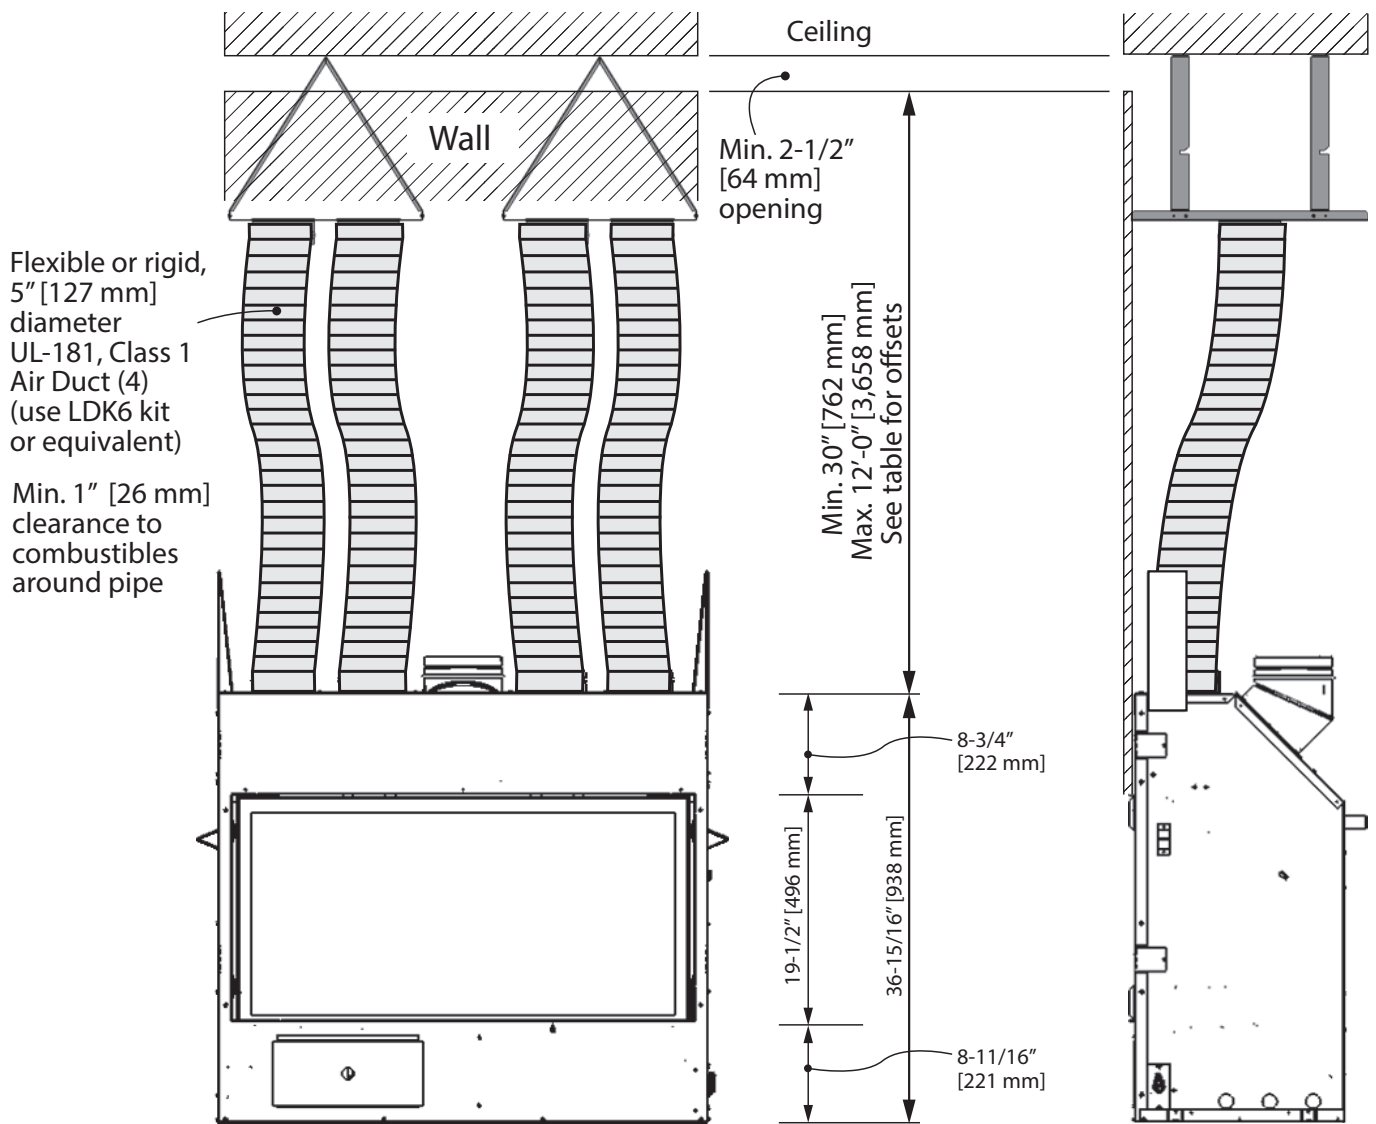 Ceiling
Wall
Min. 2-1/2"
[64 mm]
opening
Flexible or rigid,
5" [127 mm]
diameter
UL-181, Class 1
Air Duct (4)
(use LDK6 kit
or equivalent)
Min. 1" [26 mm]
clearance to
combustibles
around pipe
Min. 30" [762 mm]
Max. 12'-0" [3,658 mm]
See table for offsets
8-3/4"
[222 mm]
19-1/2" [496 mm]
36-15/16" [938 mm]
8-11/16"
[221 mm]